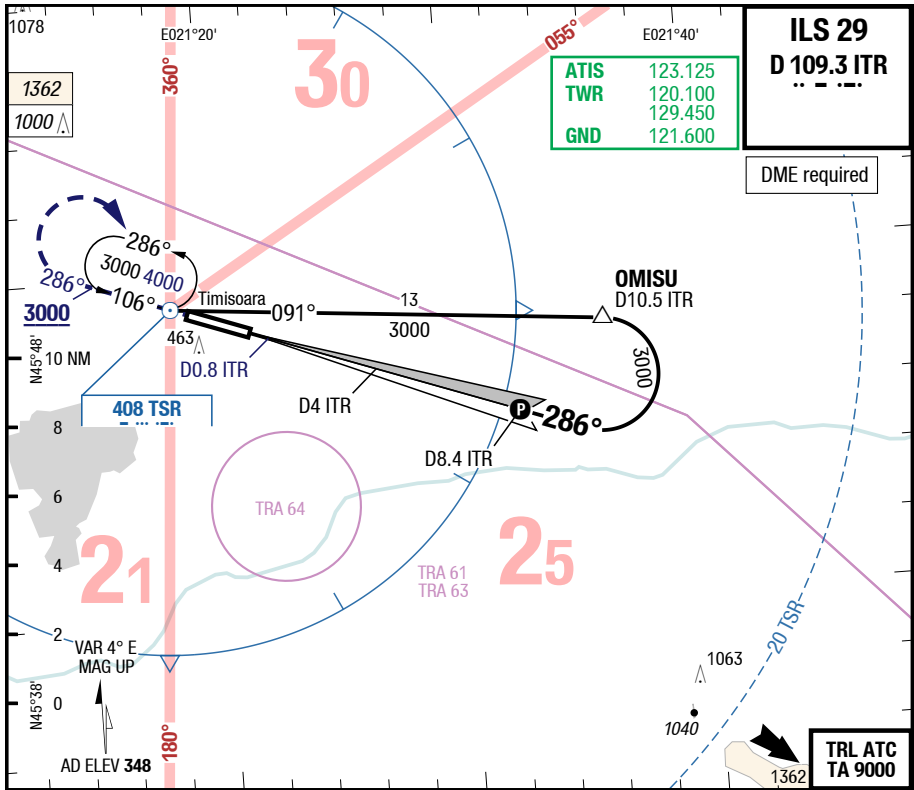 1078
E021°20'
360°
30
055°
E021°40'
ATIS 123.125
TWR 120.100
129.450
GND 121.600
ILS 29
D 109.3 ITR
DME required
1362
1000
286°
3000 4000
286°
106°
3000
Timisoara
091°
13
3000
OMISU
D10.5 ITR
3000
463
D0.8 ITR
N45°48'
10 NM
D4 ITR
408 TSR
P
286°
D8.4 ITR
8
6
4
2
0
TRA 64
21
25
TRA 61
TRA 63
VAR 4° E
MAG UP
N45°38'
180°
AD ELEV 348
20 TSR
1063
1040
1362
TRL ATC
TA 9000